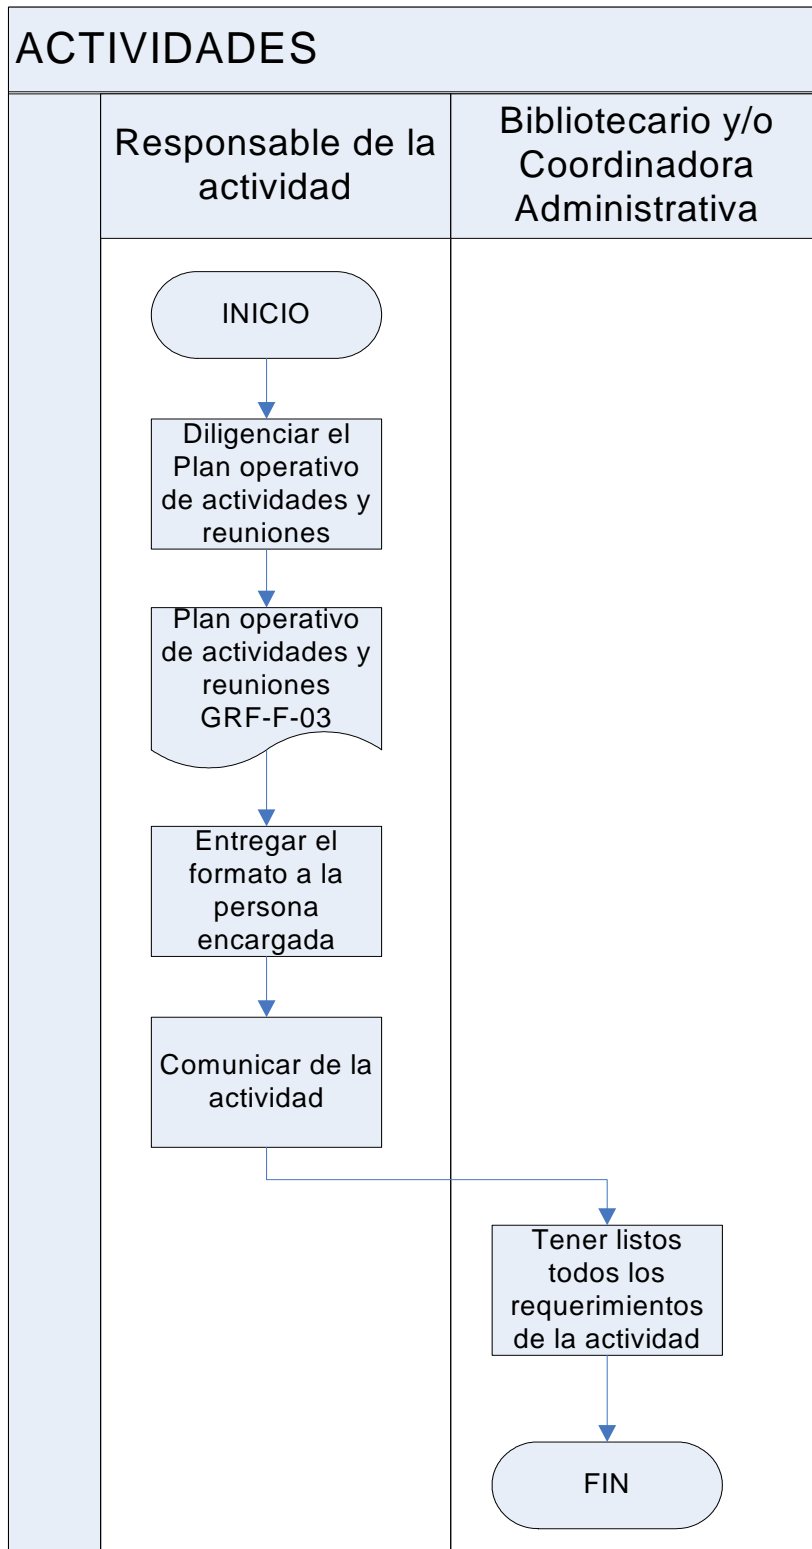 ACTIVIDADES
Responsable de la
actividad
Bibliotecario y/o
Coordinadora
Administrativa
INICIO
Diligenciar el
Plan operativo
de actividades y
reuniones
Plan operativo
de actividades y
reuniones
GRF-F-03
Entregar el
formato a la
persona
encargada
Comunicar de la
actividad
Tener listos
todos los
requerimientos
de la actividad
FIN